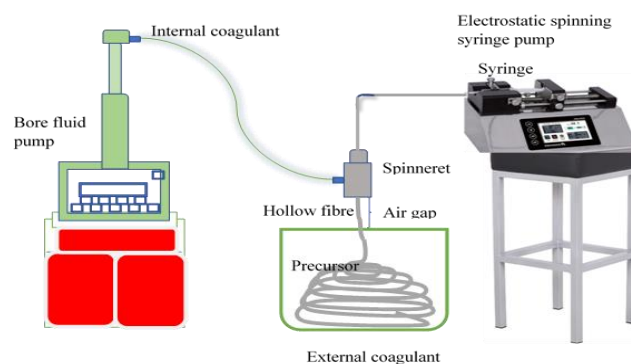 Electrostatic spinning
syringe pump
Internal coagulant
Syringe
Bore fluid
pump
Spinneret
Hollow fibre
Air gap
Precursor
External coagulant